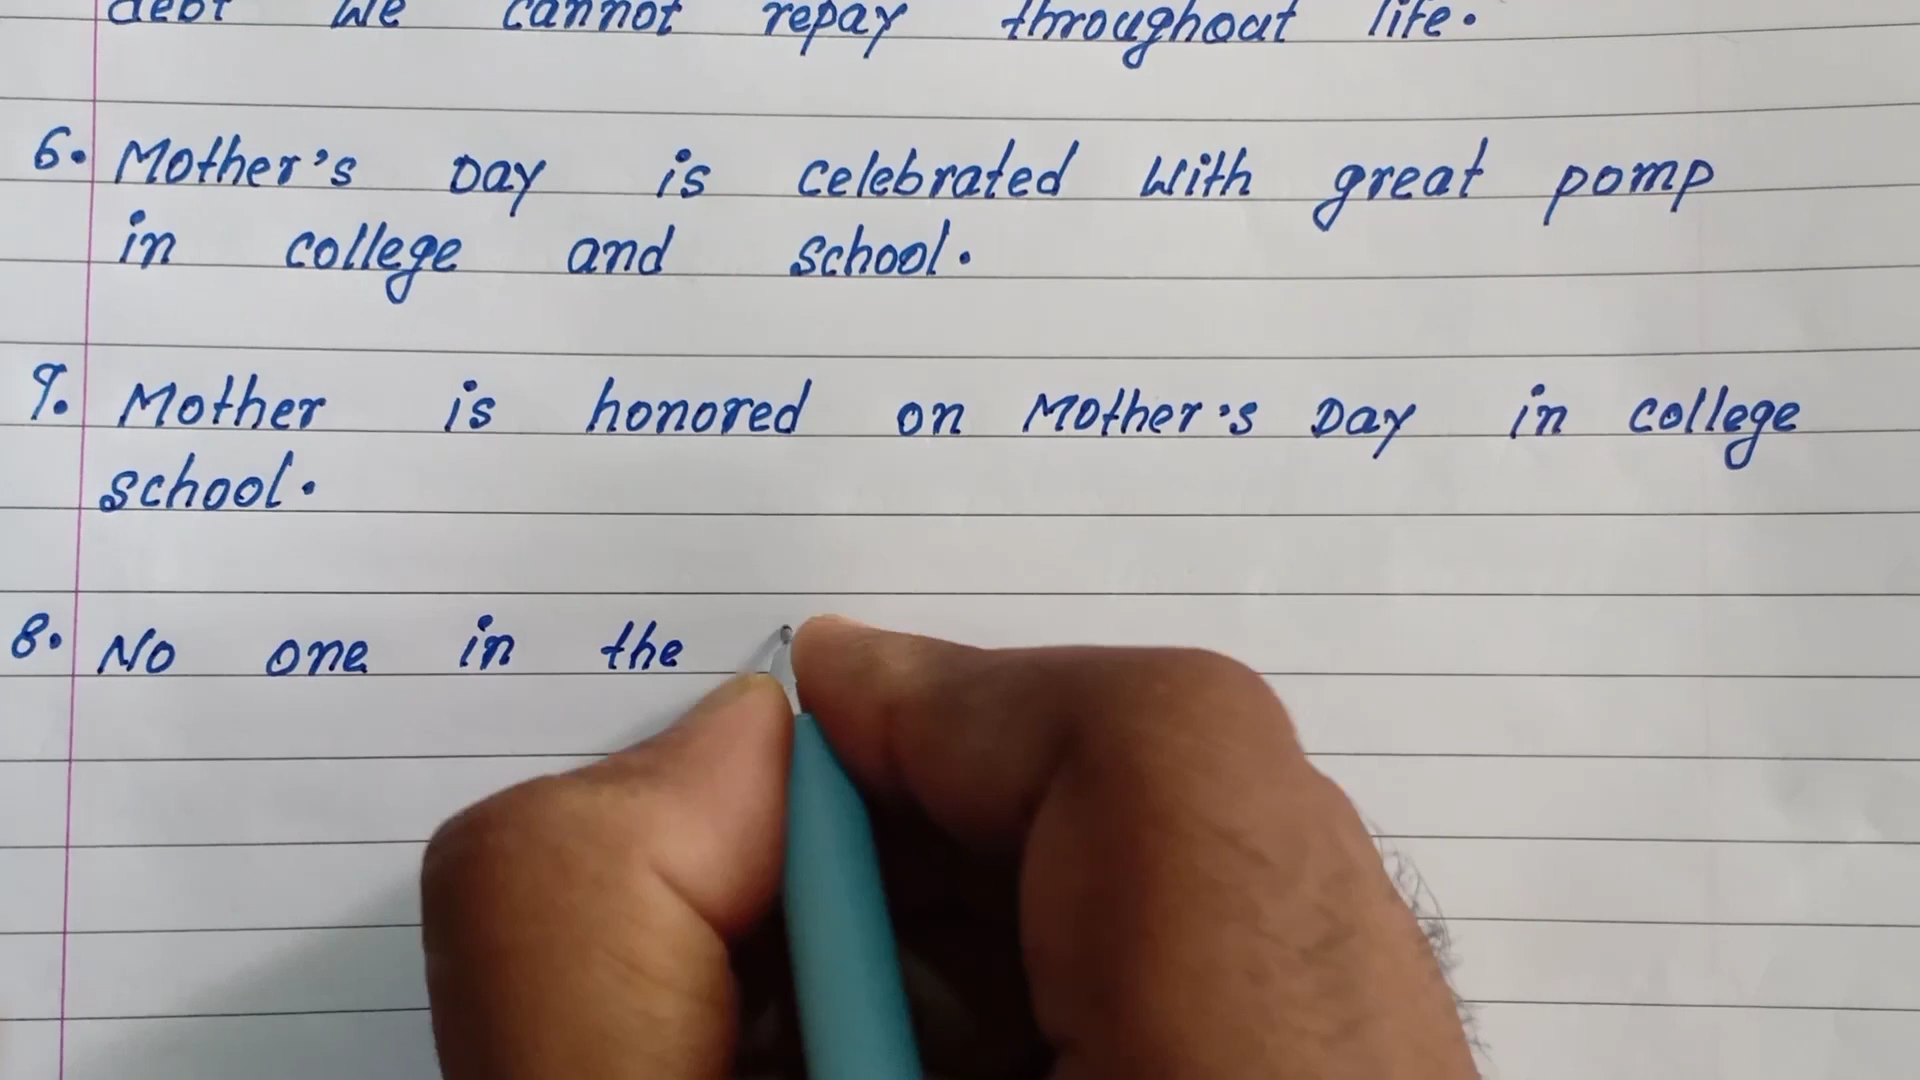 debt we cannot repay throughout life.
6. Mother's Day is celebrated with great pomp
in college and school.
7. Mother is honored on Mother's Day in college
school.
8. No one in the